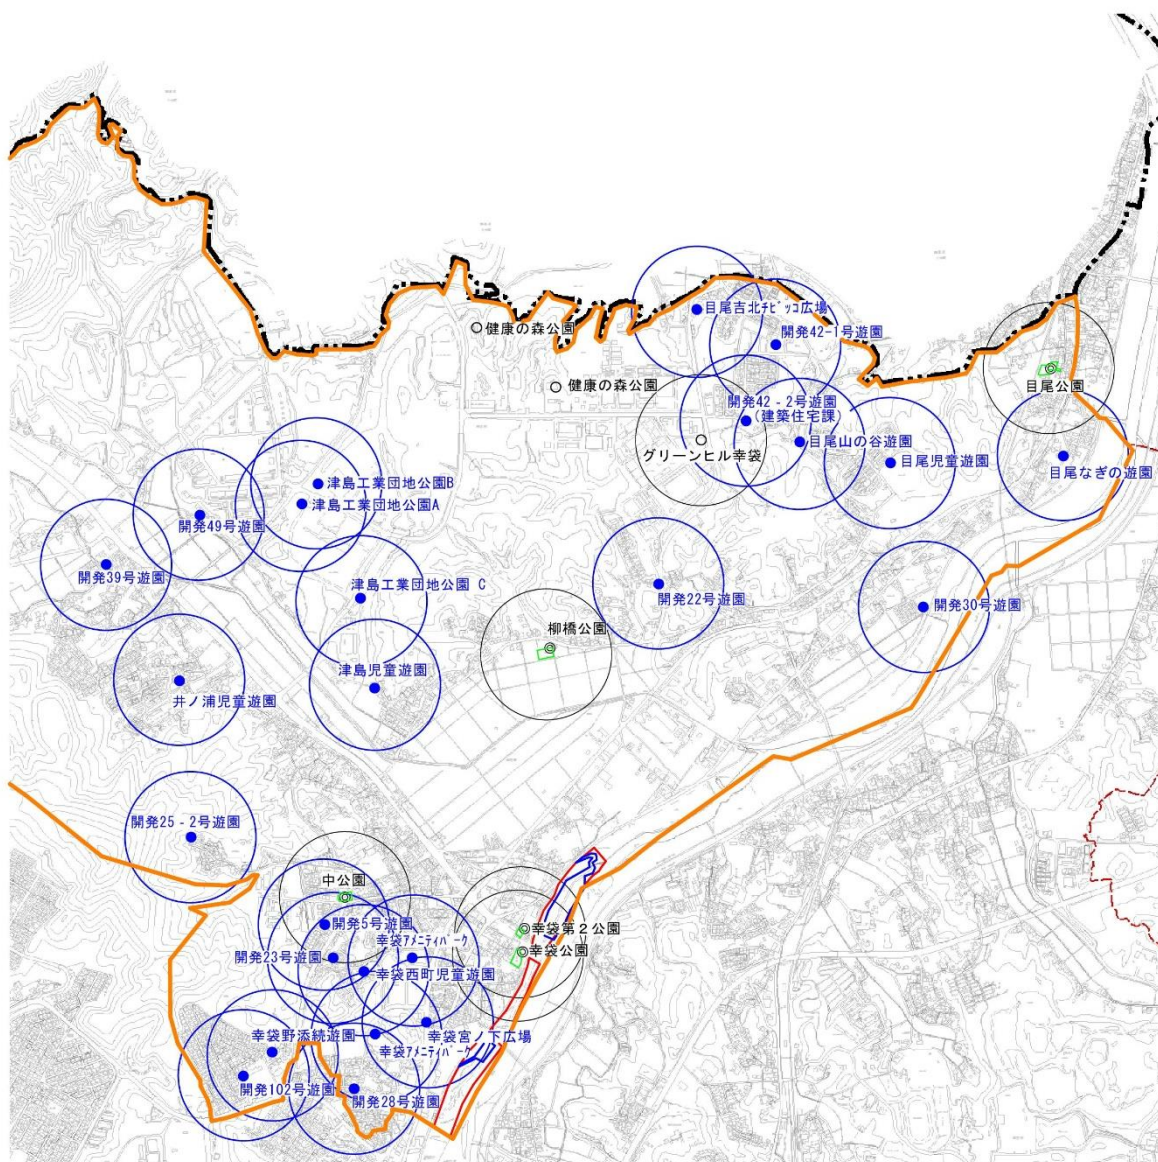 目尾吉北ﾁﾋﾞｯｺ広場
健康の森公園
開発42-1号遊園
目尾公園
健康の森公園
開発42‐2号遊園
(建築住宅課)
目尾山の谷遊園
グリーンヒル幸袋
目尾児童遊園
目尾なぎの遊園
津島工業団地公園B
津島工業団地公園A
開発49号遊園
開発39号遊園
津島工業団地公園 C
開発22号遊園
開発30号遊園
柳橋公園
津島児童遊園
井ノ浦児童遊園
開発25‐2号遊園
中公園
開発5号遊園
幸袋第２公園
幸袋ｱﾒﾆﾃｨﾊﾟｰｸ
幸袋公園
開発23号遊園
幸袋西町児童遊園
幸袋野添続遊園
幸袋宮ノ下広場
幸袋ｱﾒﾆﾃｨﾊﾟｰｸ
開発102号遊園
開発28号遊園